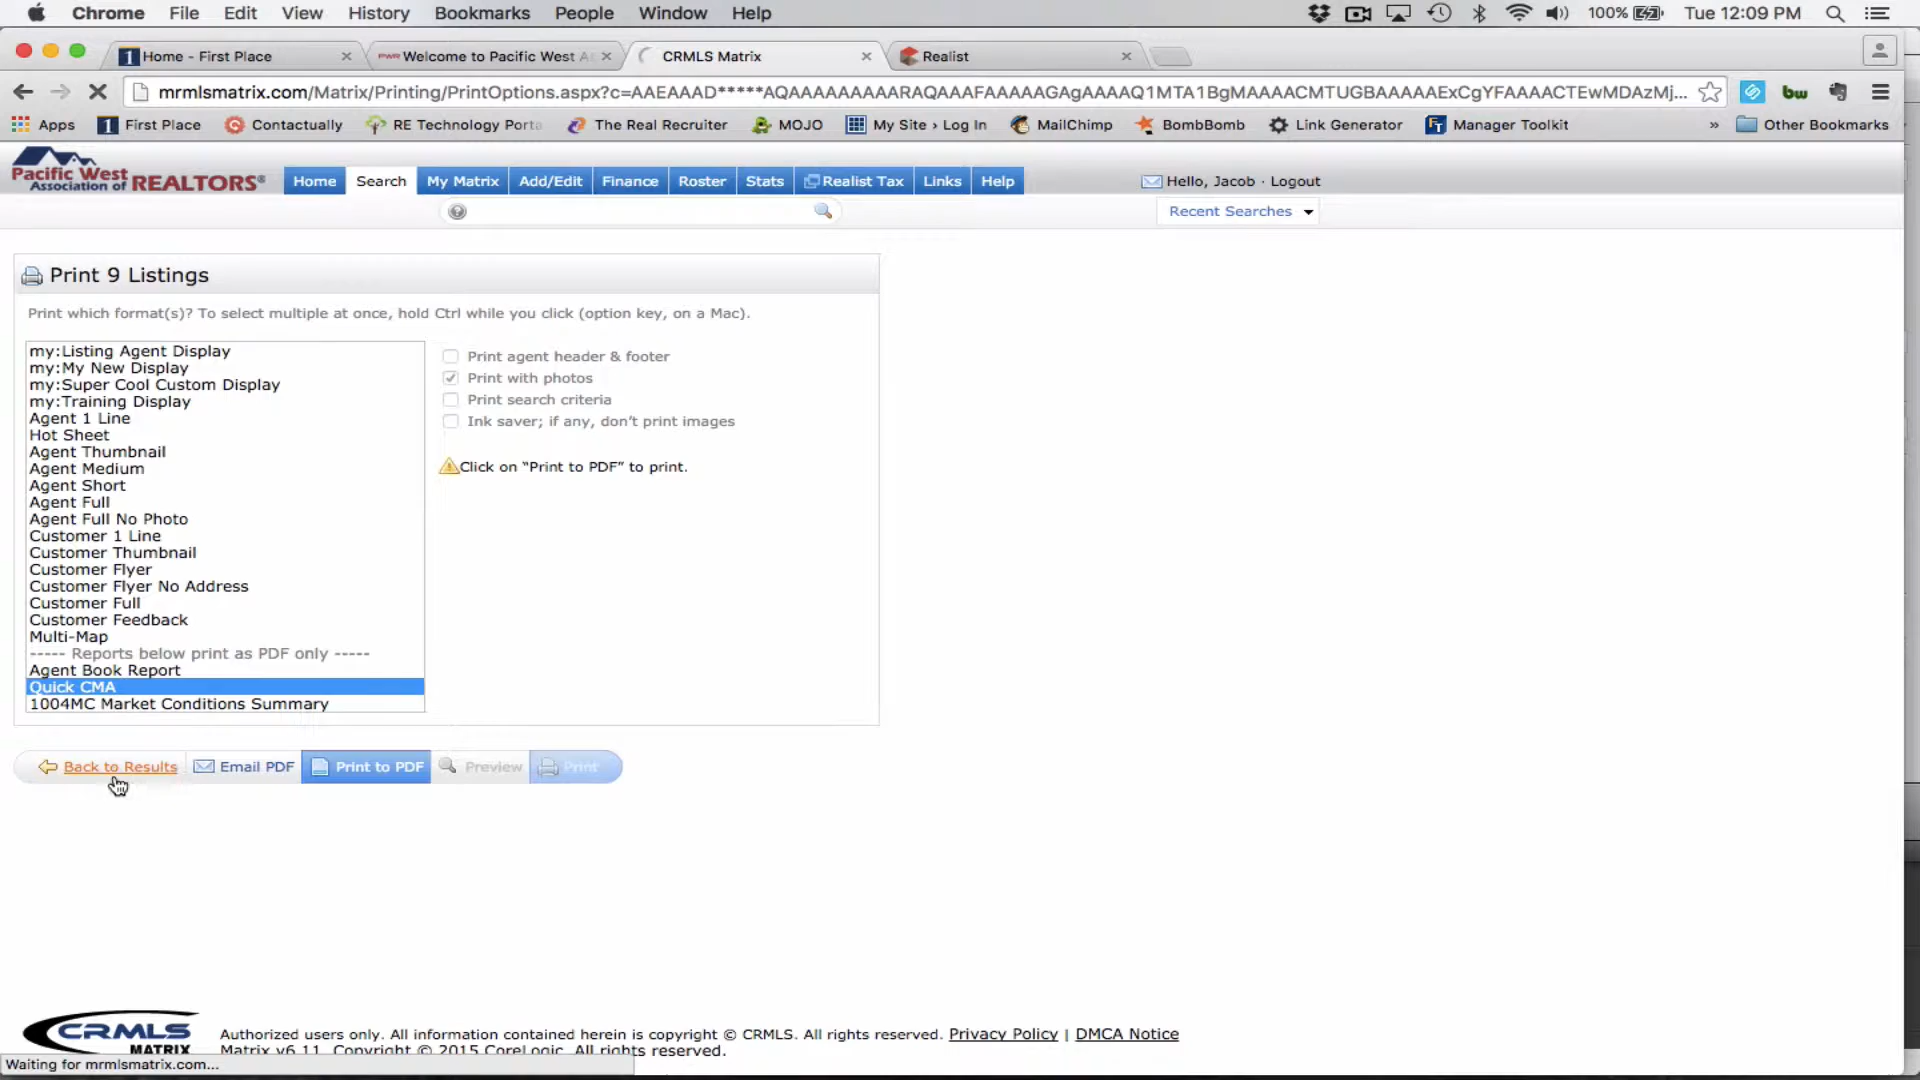 Chrome File Edit View History Bookmarks People Window Help 100% Tue 12:09 PM
1 Home - First Place × PWR Welcome to Pacific West A × CRMLS Matrix × Realist ×
mrmlsmatrix.com/Matrix/Printing/PrintOptions.aspx?c=AAEAAAD*****AQAAAAAAAAARAQAAAFAAAAAGAgAAAAQ1MTA1BgMAAAACMTUGBAAAAAExCgYFAAAACTEwMDAzMj... bw
Apps 1 First Place Contactually RE Technology Porta The Real Recruiter MOJO My Site › Log In MailChimp BombBomb Link Generator FT Manager Toolkit » Other Bookmarks
Pacific West
Association of REALTORS®
Home Search My Matrix Add/Edit Finance Roster Stats Realist Tax Links Help Hello, Jacob · Logout
? Recent Searches
Print 9 Listings
Print which format(s)? To select multiple at once, hold Ctrl while you click (option key, on a Mac).
my:Listing Agent Display
my:My New Display
my:Super Cool Custom Display
my:Training Display
Agent 1 Line
Hot Sheet
Agent Thumbnail
Agent Medium
Agent Short
Agent Full
Agent Full No Photo
Customer 1 Line
Customer Thumbnail
Customer Flyer
Customer Flyer No Address
Customer Full
Customer Feedback
Multi-Map
----- Reports below print as PDF only -----
Agent Book Report
Quick CMA
1004MC Market Conditions Summary
Print agent header & footer
Print with photos
Print search criteria
Ink saver; if any, don't print images
Click on “Print to PDF” to print.
Back to Results Email PDF Print to PDF Preview Print
CRMLS
MATRIX
Authorized users only. All information contained herein is copyright © CRMLS. All rights reserved. Privacy Policy | DMCA Notice
Matrix v6.11. Copyright © 2015 CoreLogic. All rights reserved.
Waiting for mrmlsmatrix.com...